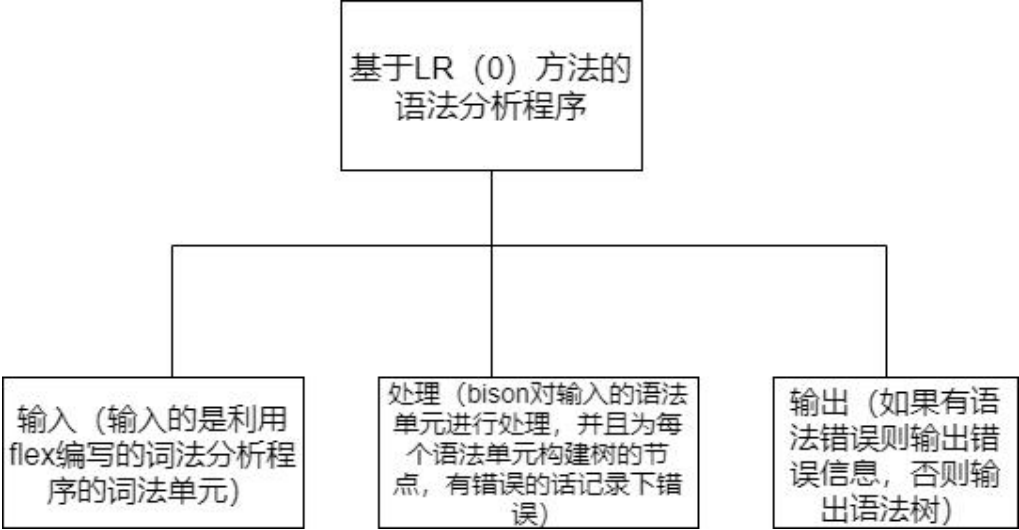 基于LR（0）方法的
语法分析程序
输入（输入的是利用
flex编写的词法分析程
序的词法单元）
处理（bison对输入的语法
单元进行处理，并且为每
个语法单元构建树的节
点，有错误的话记录下错
误）
输出（如果有语
法错误则输出错
误信息，否则输
出语法树）